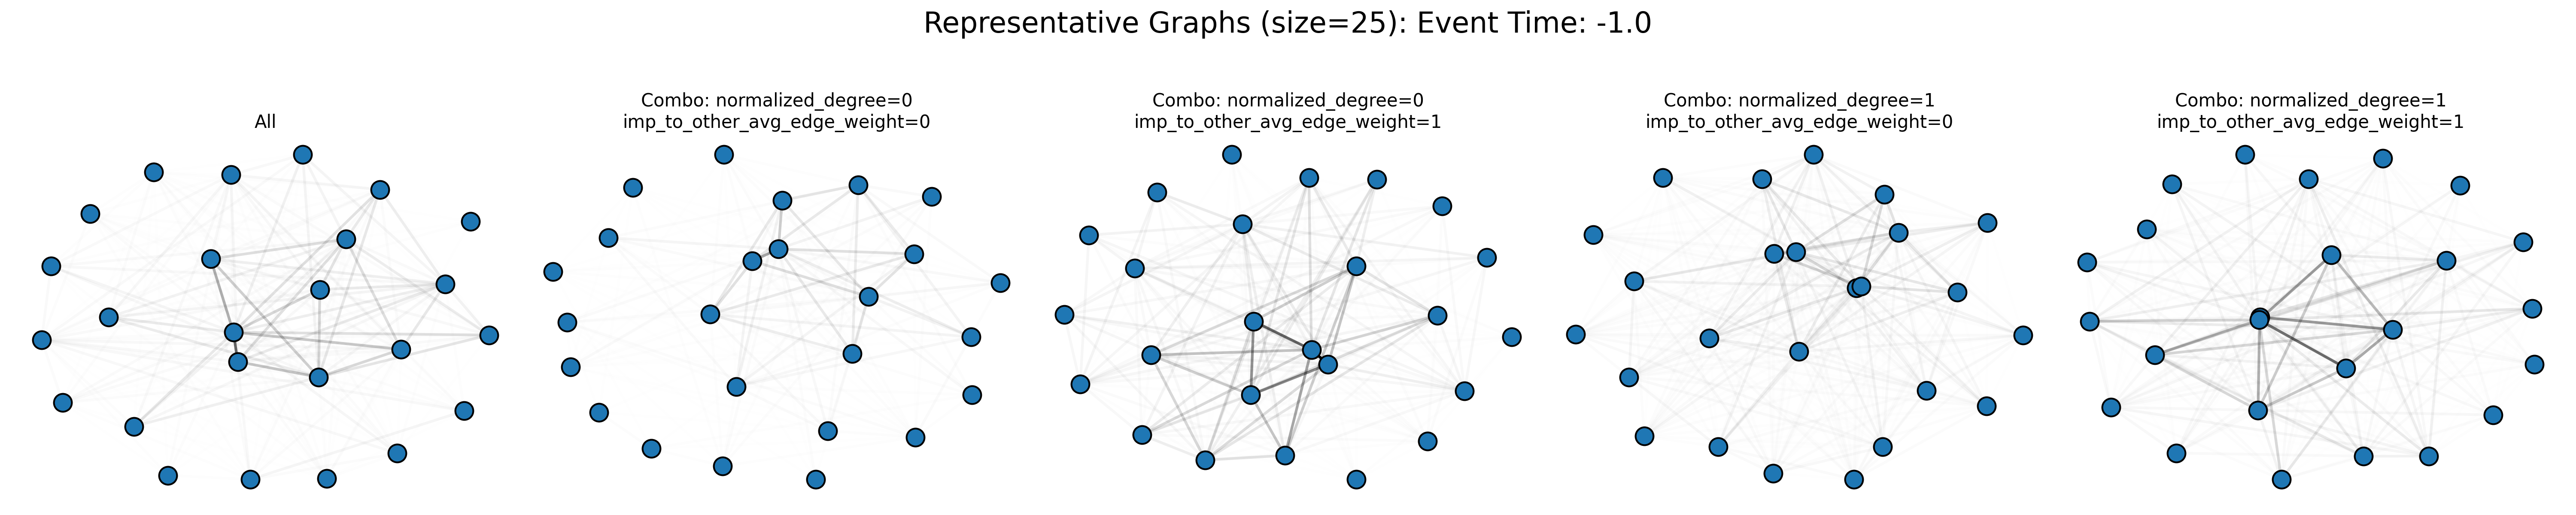 Representative Graphs (size=25): Event Time: -1.0
All
Combo: normalized_degree=0
imp_to_other_avg_edge_weight=0
Combo: normalized_degree=0
imp_to_other_avg_edge_weight=1
Combo: normalized_degree=1
imp_to_other_avg_edge_weight=0
Combo: normalized_degree=1
imp_to_other_avg_edge_weight=1